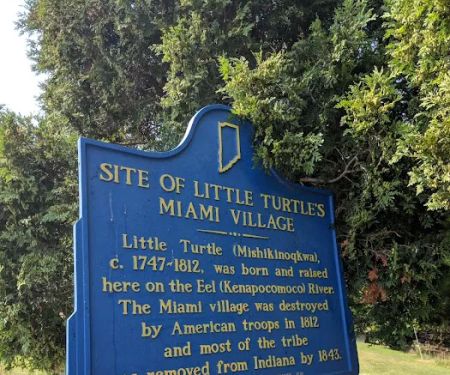 SITE OF LITTLE TURTLE'S
MIAMI VILLAGE
Little Turtle (Mishikinoqkwa),
c. 1747-1812, was born and raised
here on the Eel (Kenapocomoco) River.
The Miami village was destroyed
by American troops in 1812
and most of the tribe
removed from Indiana by 1843.